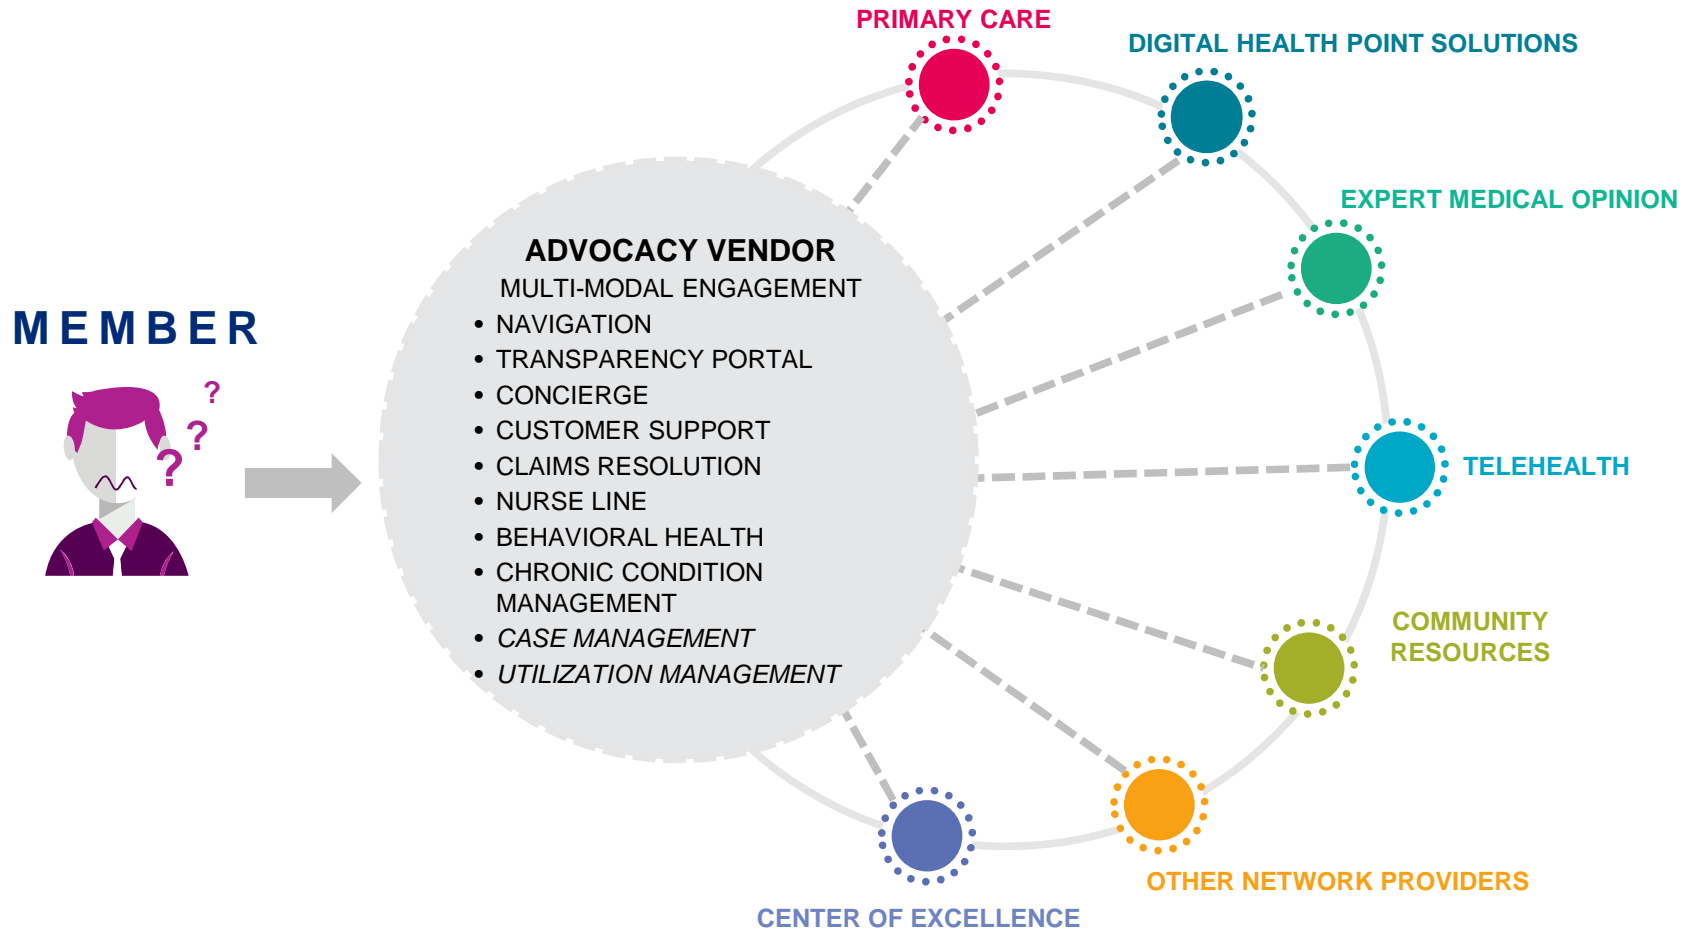 PRIMARY CARE
DIGITAL HEALTH POINT SOLUTIONS
EXPERT MEDICAL OPINION
MEMBER
? ? ?
ADVOCACY VENDOR
MULTI-MODAL ENGAGEMENT
• NAVIGATION
• TRANSPARENCY PORTAL
• CONCIERGE
• CUSTOMER SUPPORT
• CLAIMS RESOLUTION
• NURSE LINE
• BEHAVIORAL HEALTH
• CHRONIC CONDITION
MANAGEMENT
• CASE MANAGEMENT
• UTILIZATION MANAGEMENT
TELEHEALTH
COMMUNITY
RESOURCES
OTHER NETWORK PROVIDERS
CENTER OF EXCELLENCE